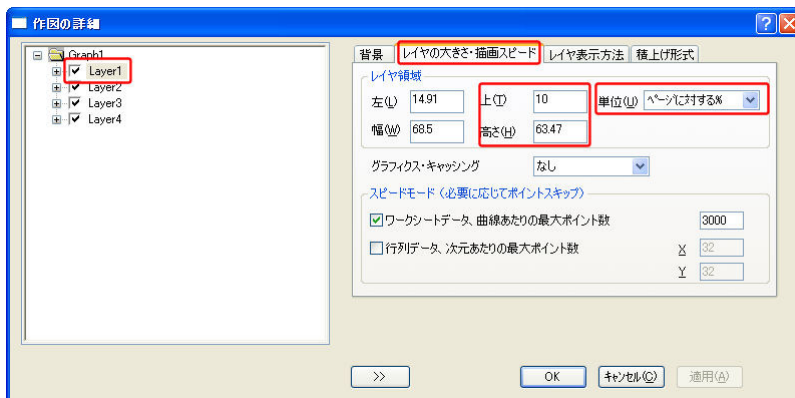 作図の詳細
Graph1
Layer1
Layer2
Layer3
Layer4
背景 レイヤの大きさ・描画スピード レイヤ表示方法 積上げ形式
レイヤ領域
左(L) 14.91 上(T) 10 単位(U) ページに対する%
幅(W) 68.5 高さ(H) 63.47
グラフィクス・キャッシング なし
スピードモード(必要に応じてポイントスキップ)
ワークシートデータ、曲線あたりの最大ポイント数 3000
行列データ、次元あたりの最大ポイント数 X 32
Y 32
>> OK キャンセル(C) 適用(A)